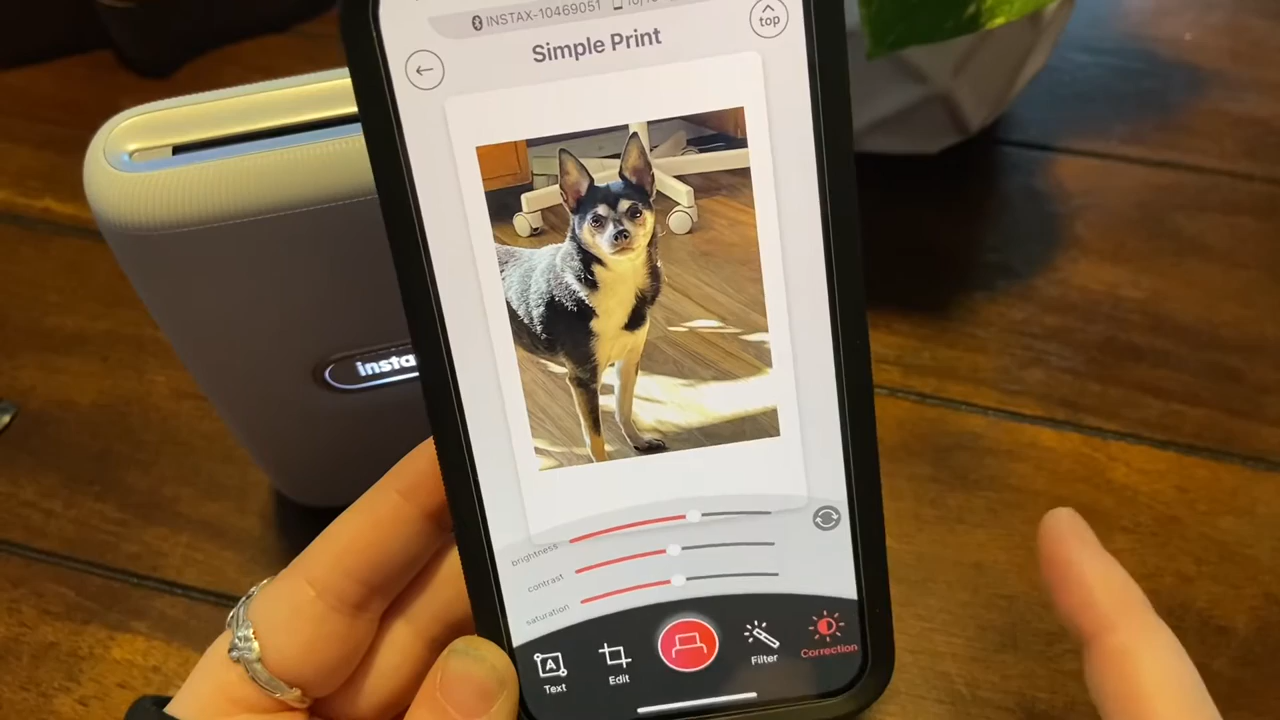 INSTAX-10469051
top
Simple Print
insta
brightness
contrast
saturation
A
Text
Edit
Filter
Correction